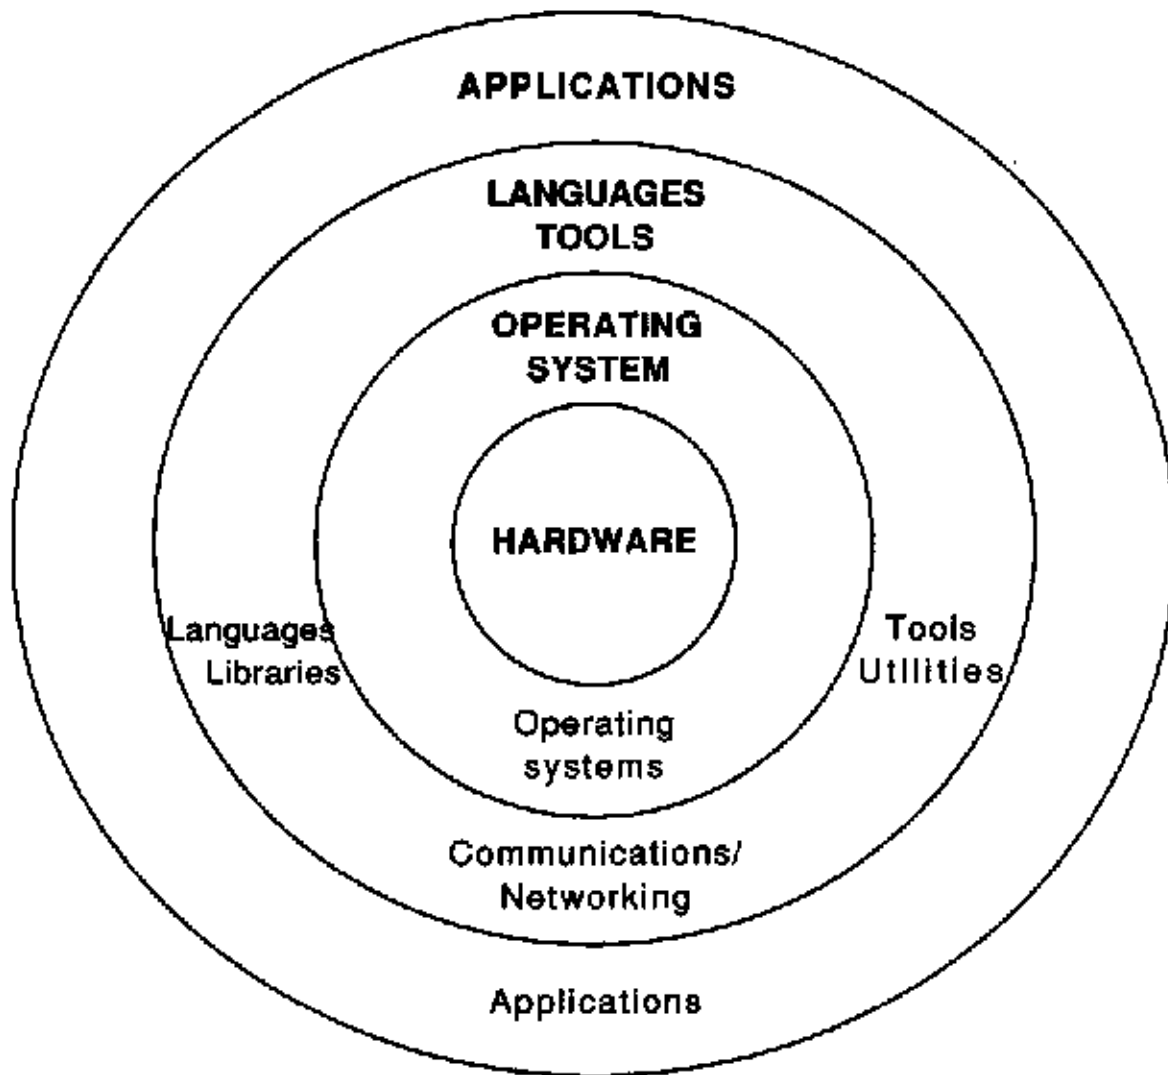 APPLICATIONS
LANGUAGES
TOOLS
OPERATING
SYSTEM
HARDWARE
Languages
Libraries
Tools
Utilities
Operating
systems
Communications/
Networking
Applications